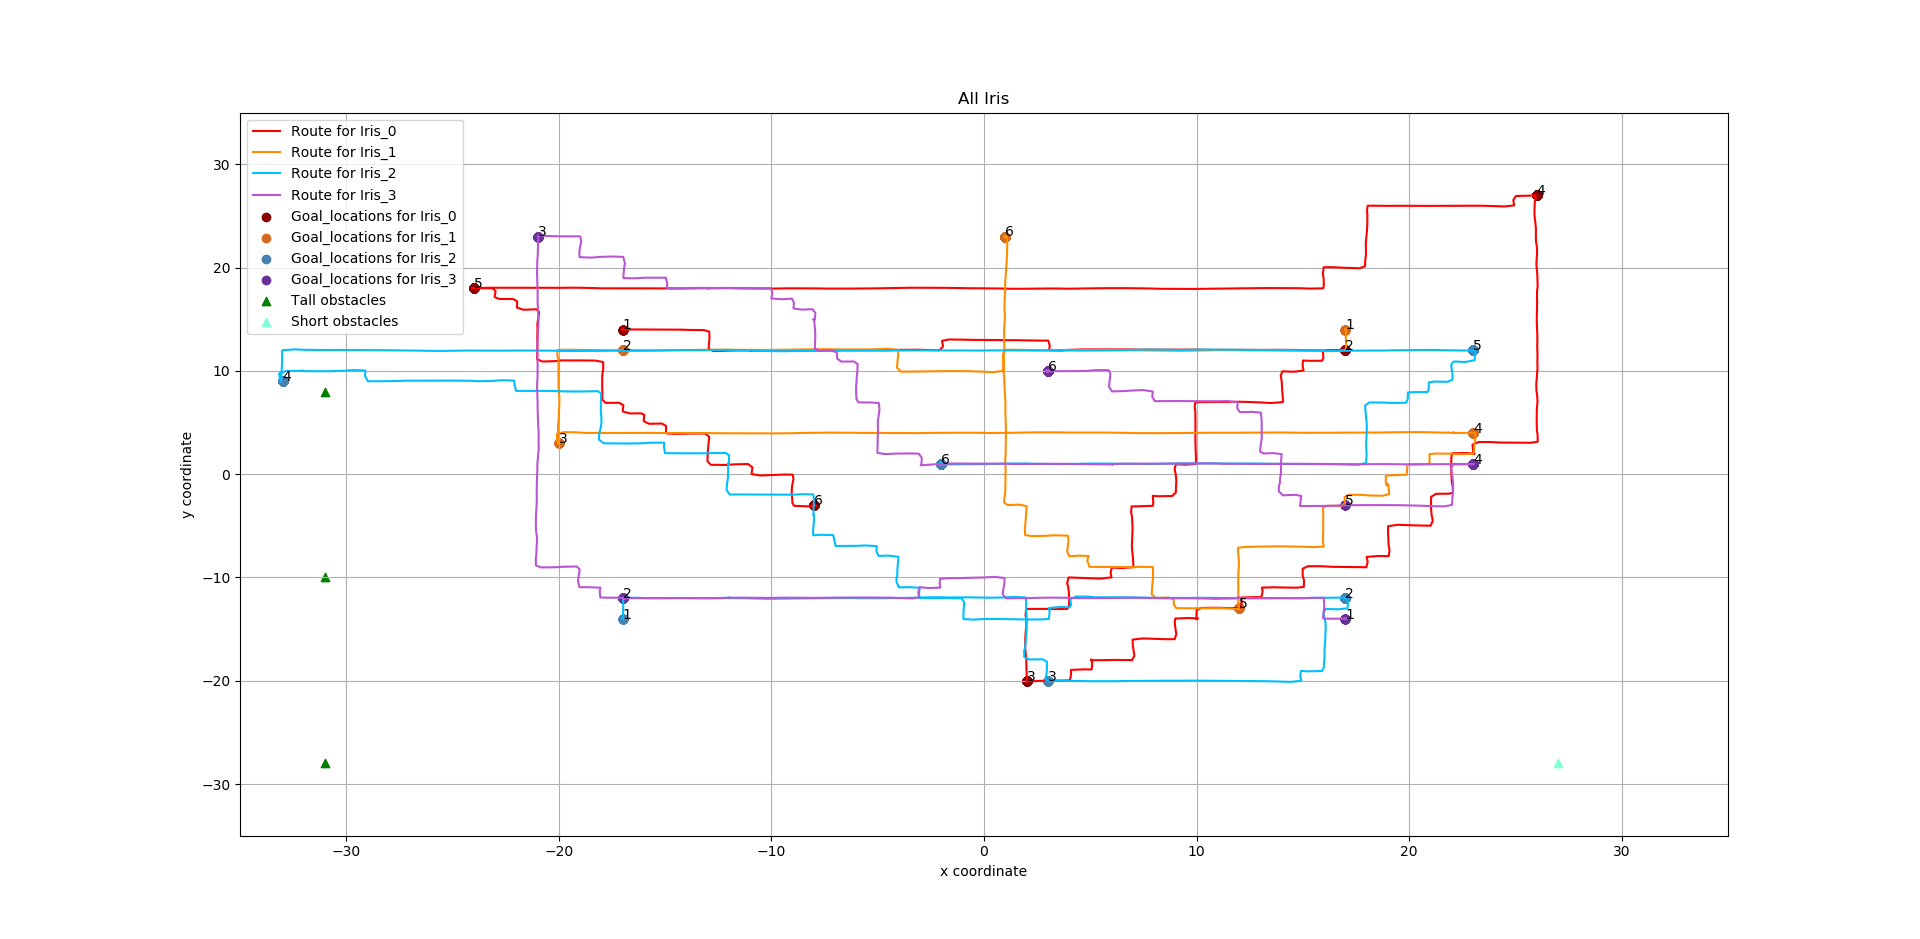 All Iris
Route for Iris_0
Route for Iris_1
Route for Iris_2
Route for Iris_3
Goal_locations for Iris_0
Goal_locations for Iris_1
Goal_locations for Iris_2
Goal_locations for Iris_3
Tall obstacles
Short obstacles
4
3
6
5
1
1
2
2
5
4
6
3
4
6
4
6
5
2
2
1
5
1
3
3
30
20
10
0
−10
−20
−30
y coordinate
−30
−20
−10
0
10
20
30
x coordinate